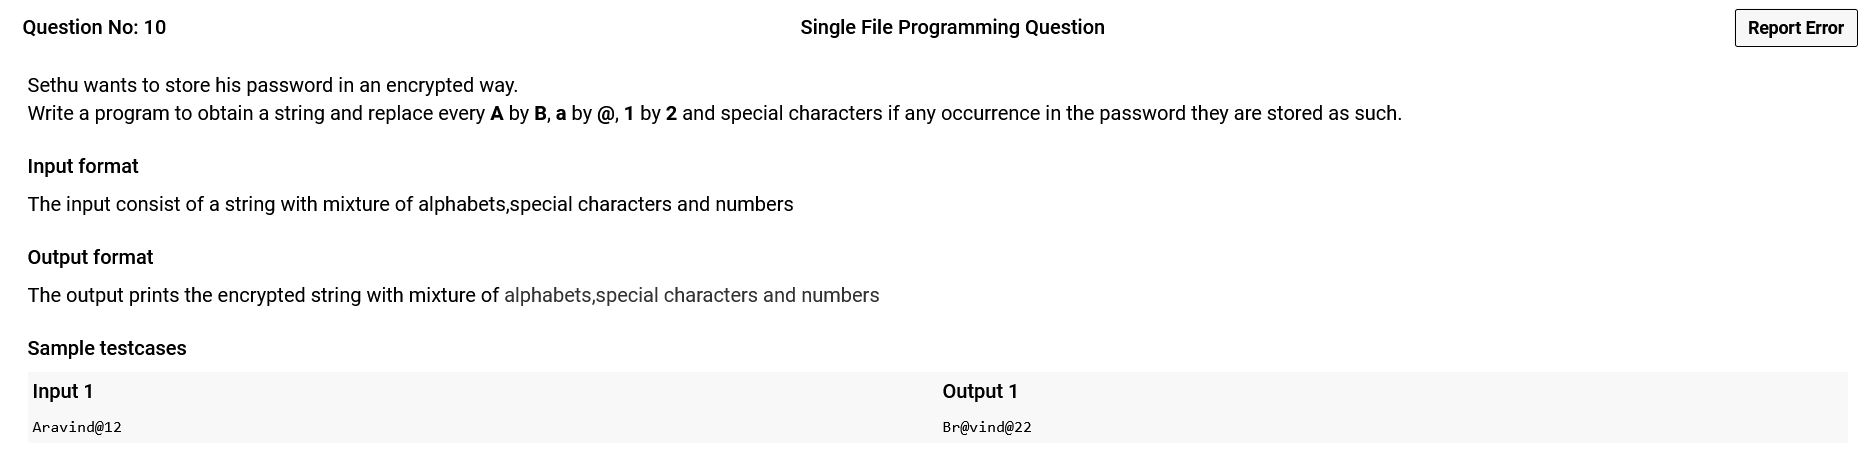 Question No: 10
Single File Programming Question
Report Error
Sethu wants to store his password in an encrypted way.
Write a program to obtain a string and replace every A by B, a by @, 1 by 2 and special characters if any occurrence in the password they are stored as such.
Input format
The input consist of a string with mixture of alphabets,special characters and numbers
Output format
The output prints the encrypted string with mixture of alphabets,special characters and numbers
Sample testcases
Input 1
Output 1
Aravind@12
Br@vind@22